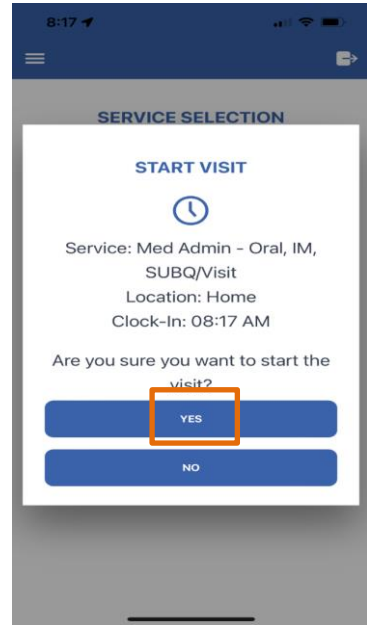 8:17
SERVICE SELECTION
START VISIT
Service: Med Admin - Oral, IM,
SUBQ/Visit
Location: Home
Clock-In: 08:17 AM
Are you sure you want to start the
visit?
YES
NO